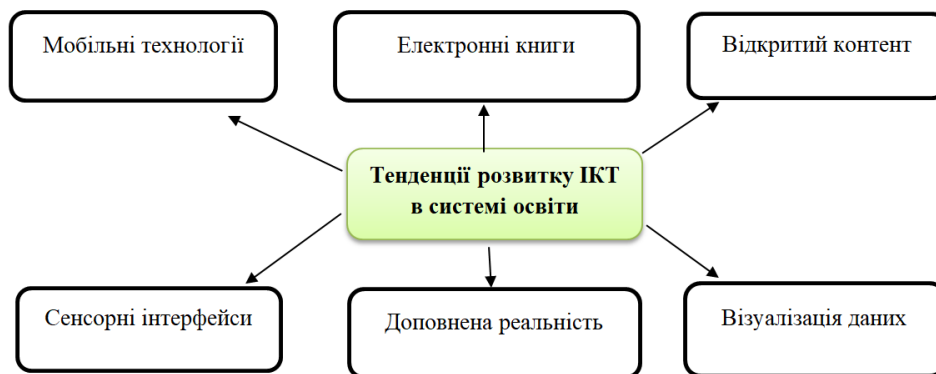 Мобільні технології
Електронні книги
Відкритий контент
Тенденції розвитку ІКТ
в системі освіти
Сенсорні інтерфейси
Доповнена реальність
Візуалізація даних